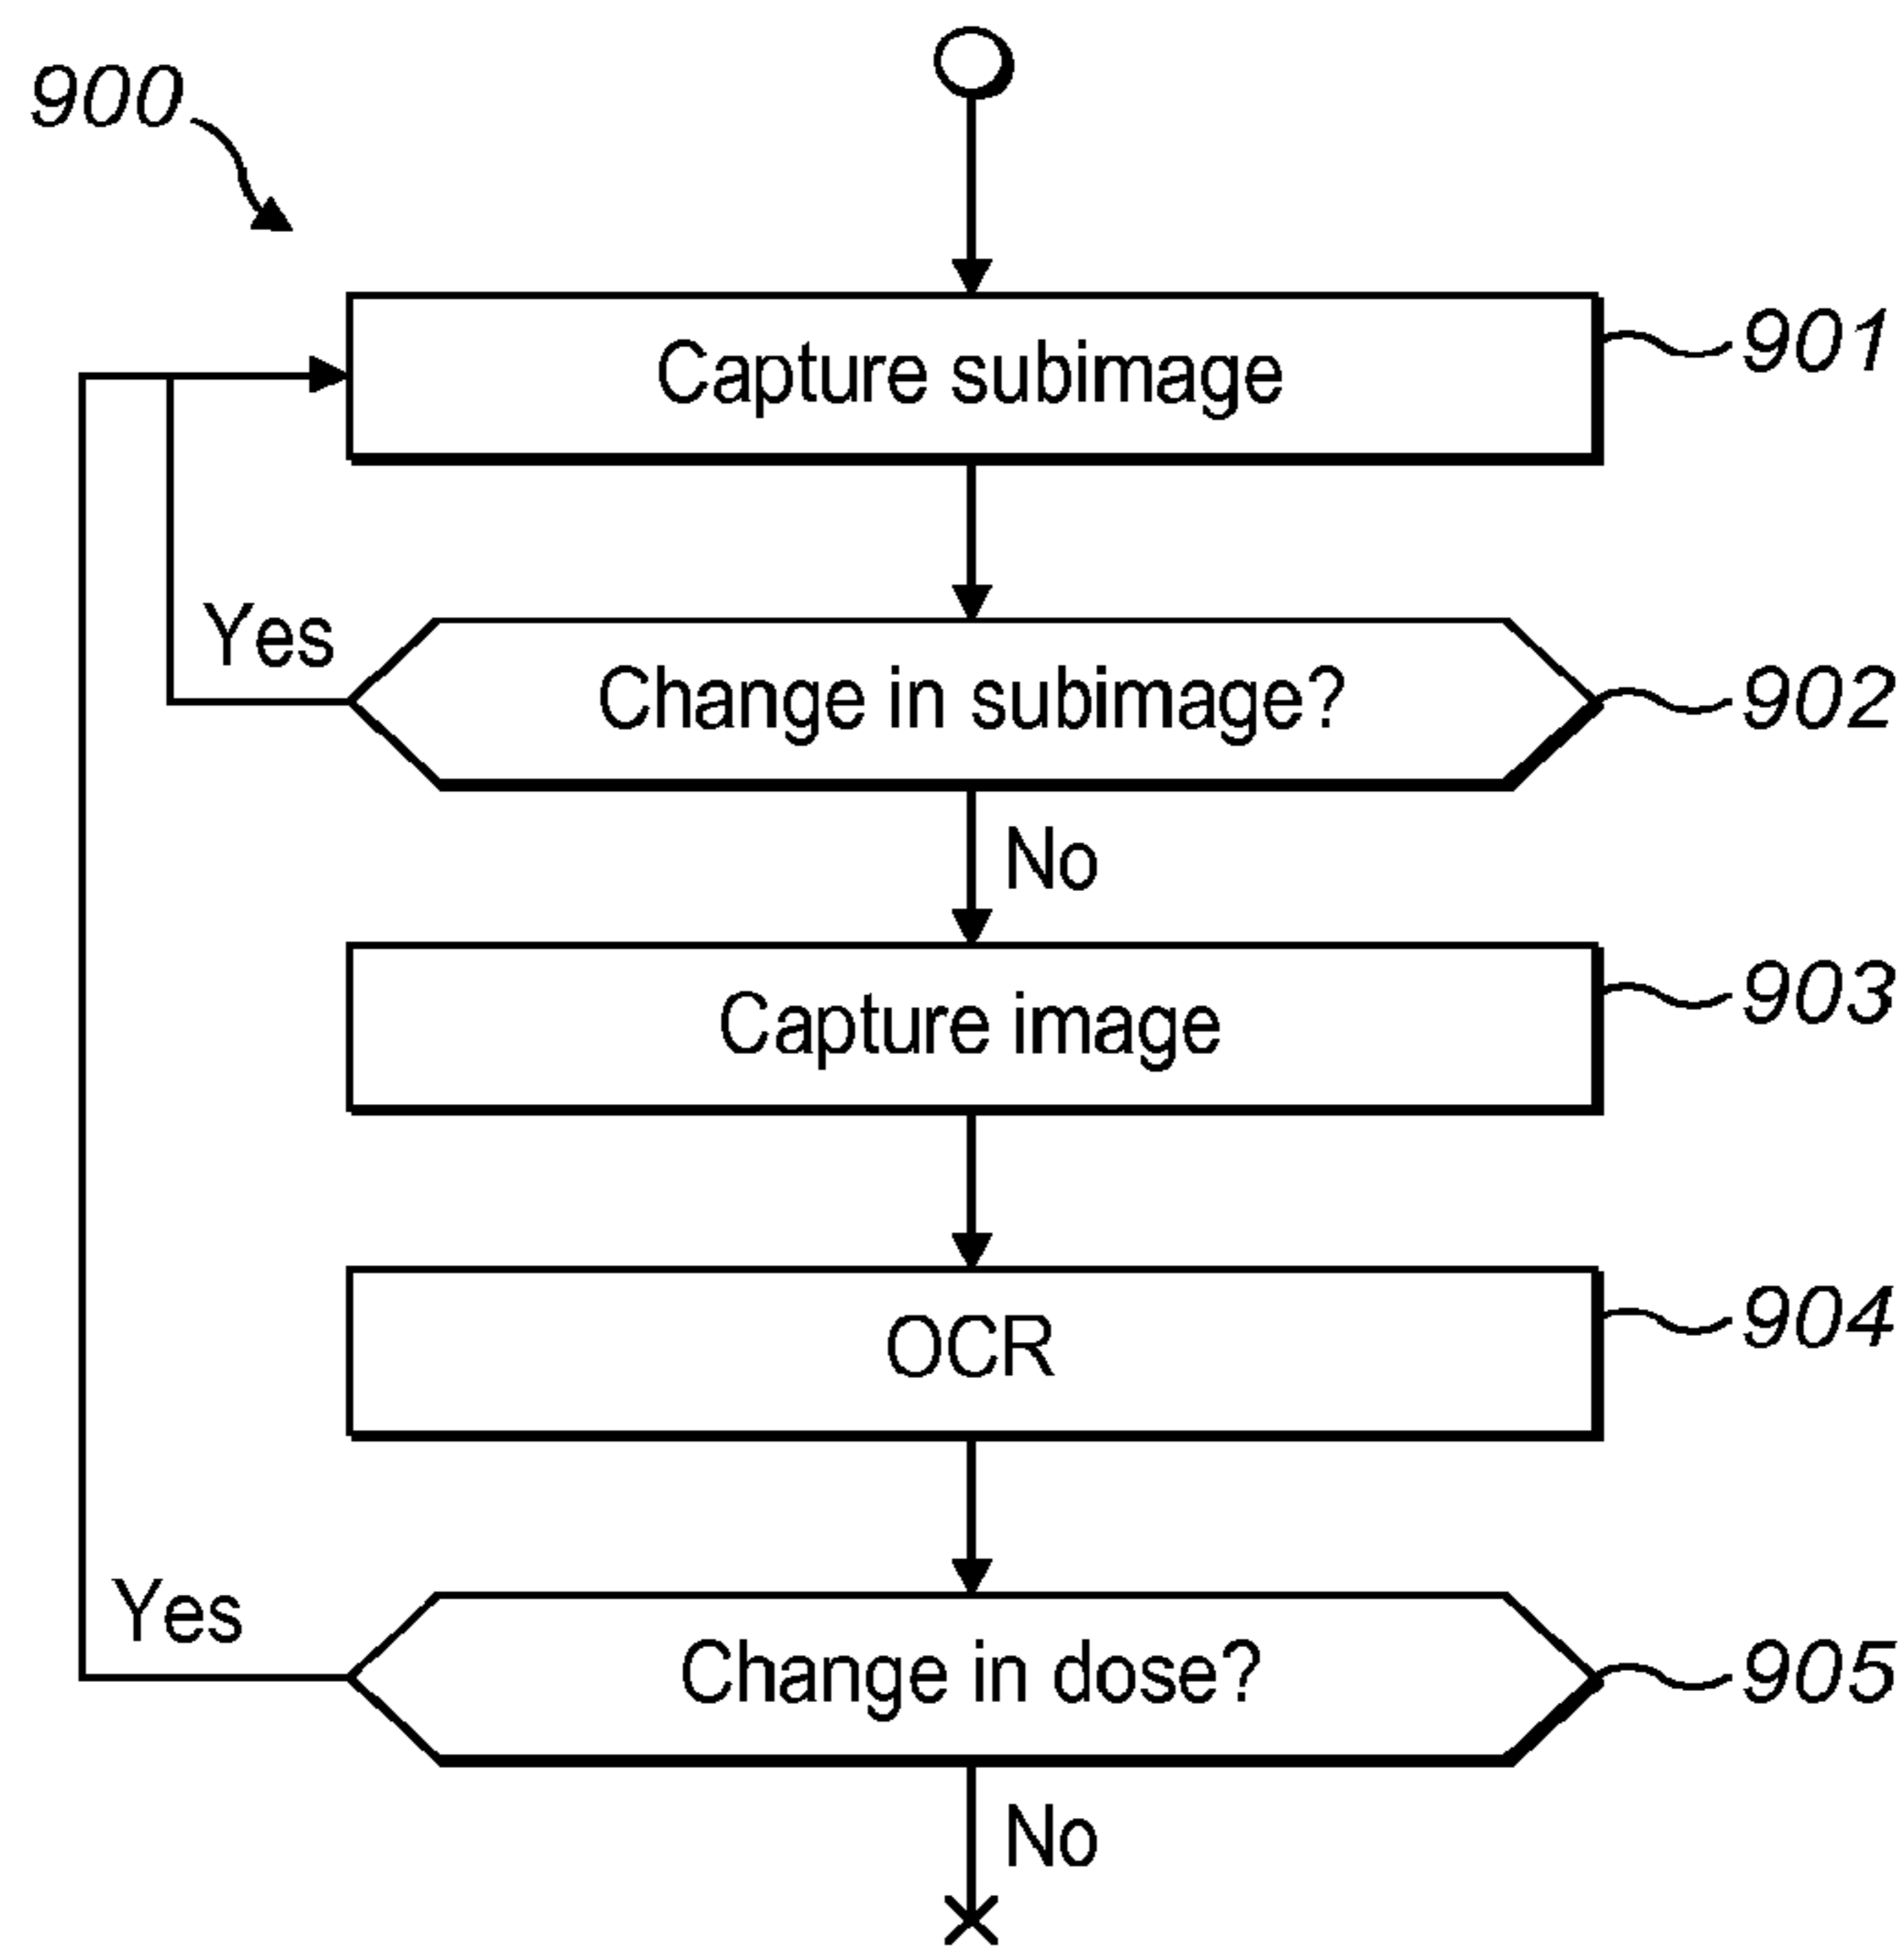 900
Capture subimage
901
Yes
Change in subimage?
902
No
Capture image
903
OCR
904
Yes
Change in dose?
905
No